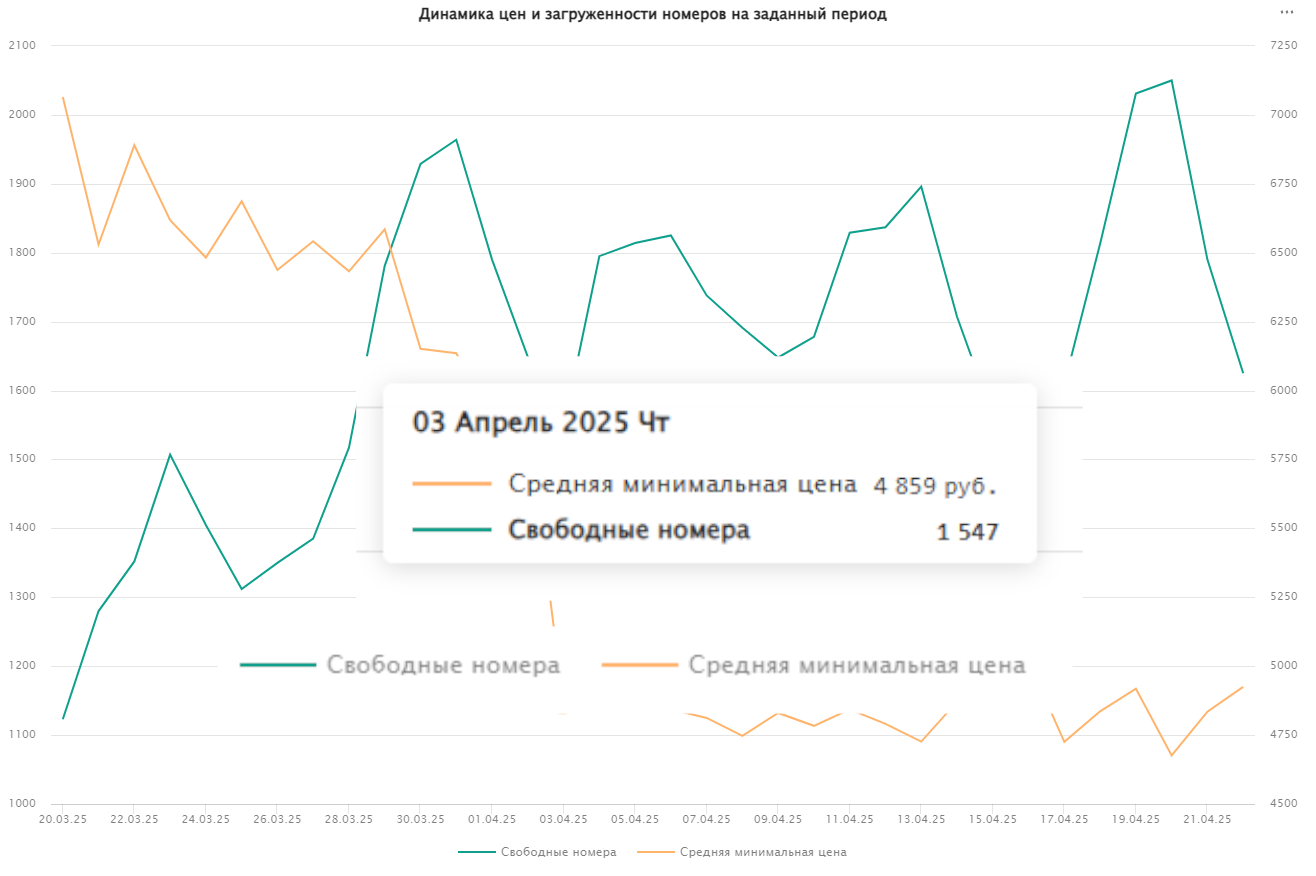 Динамика цен и загруженности номеров на заданный период
2100 7250
2000 7000
1900 6750
1800 6500
1700 6250
1600 6000
03 Апрель 2025 Чт
1500 5750
Средняя минимальная цена 4 859 руб.
1400 5500
Свободные номера 1 547
1300 5250
1200 5000
Свободные номера Средняя минимальная цена
1100 4750
1000 4500
20.03.25 22.03.25 24.03.25 26.03.25 28.03.25 30.03.25 01.04.25 03.04.25 05.04.25 07.04.25 09.04.25 11.04.25 13.04.25 15.04.25 17.04.25 19.04.25 21.04.25
Свободные номера Средняя минимальная цена